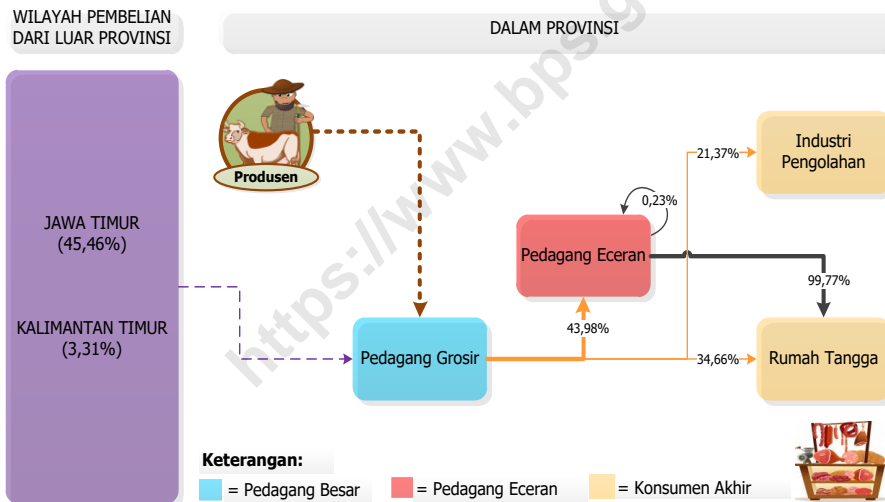 WILAYAH PEMBELIAN
DARI LUAR PROVINSI
DALAM PROVINSI
Produsen
21,37%
Industri
Pengolahan
0,23%
JAWA TIMUR
(45,46%)
Pedagang Eceran
99,77%
KALIMANTAN TIMUR
(3,31%)
43,98%
Pedagang Grosir
34,66%
Rumah Tangga
Keterangan:
= Pedagang Besar
= Pedagang Eceran
= Konsumen Akhir
https://www.bps.g